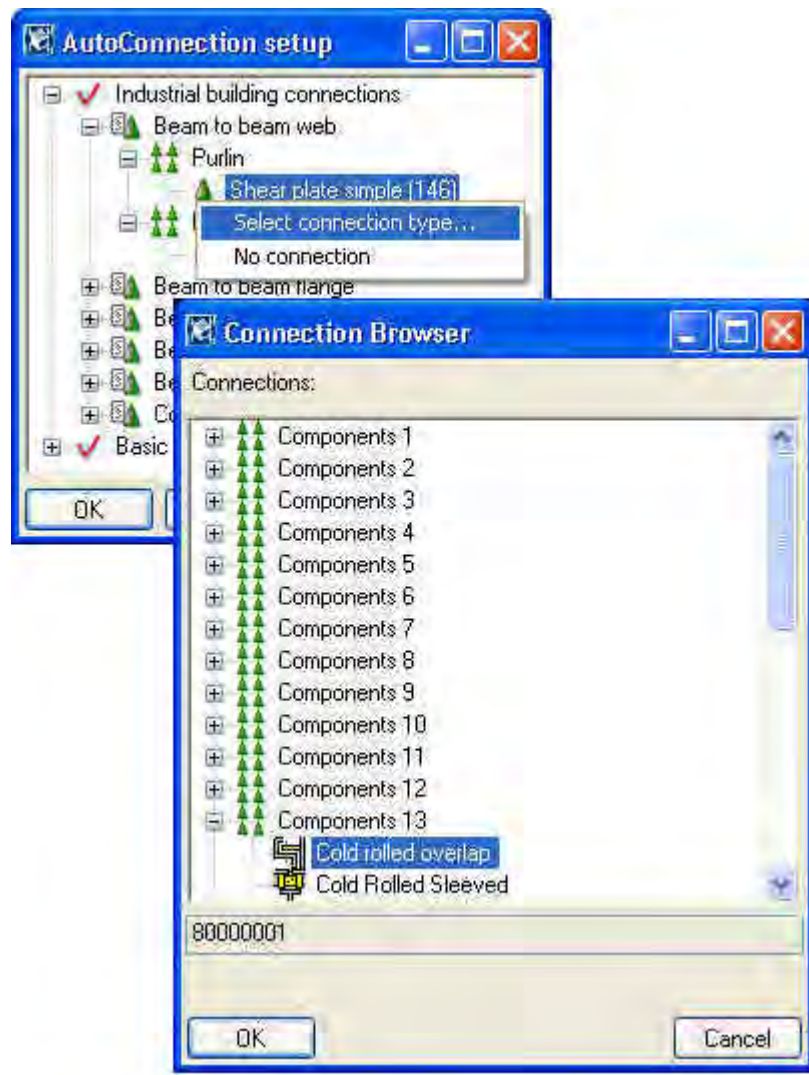 AutoConnection setup
Industrial building connections
Beam to beam web
Purlin
Shear plate simple (146)
Select connection type...
No connection
Beam to beam flange
Be
Be
Be
Co
Basic
OK
Connection Browser
Connections:
Components 1
Components 2
Components 3
Components 4
Components 5
Components 6
Components 7
Components 8
Components 9
Components 10
Components 11
Components 12
Components 13
Cold rolled overlap
Cold Rolled Sleeved
80000001
OK
Cancel